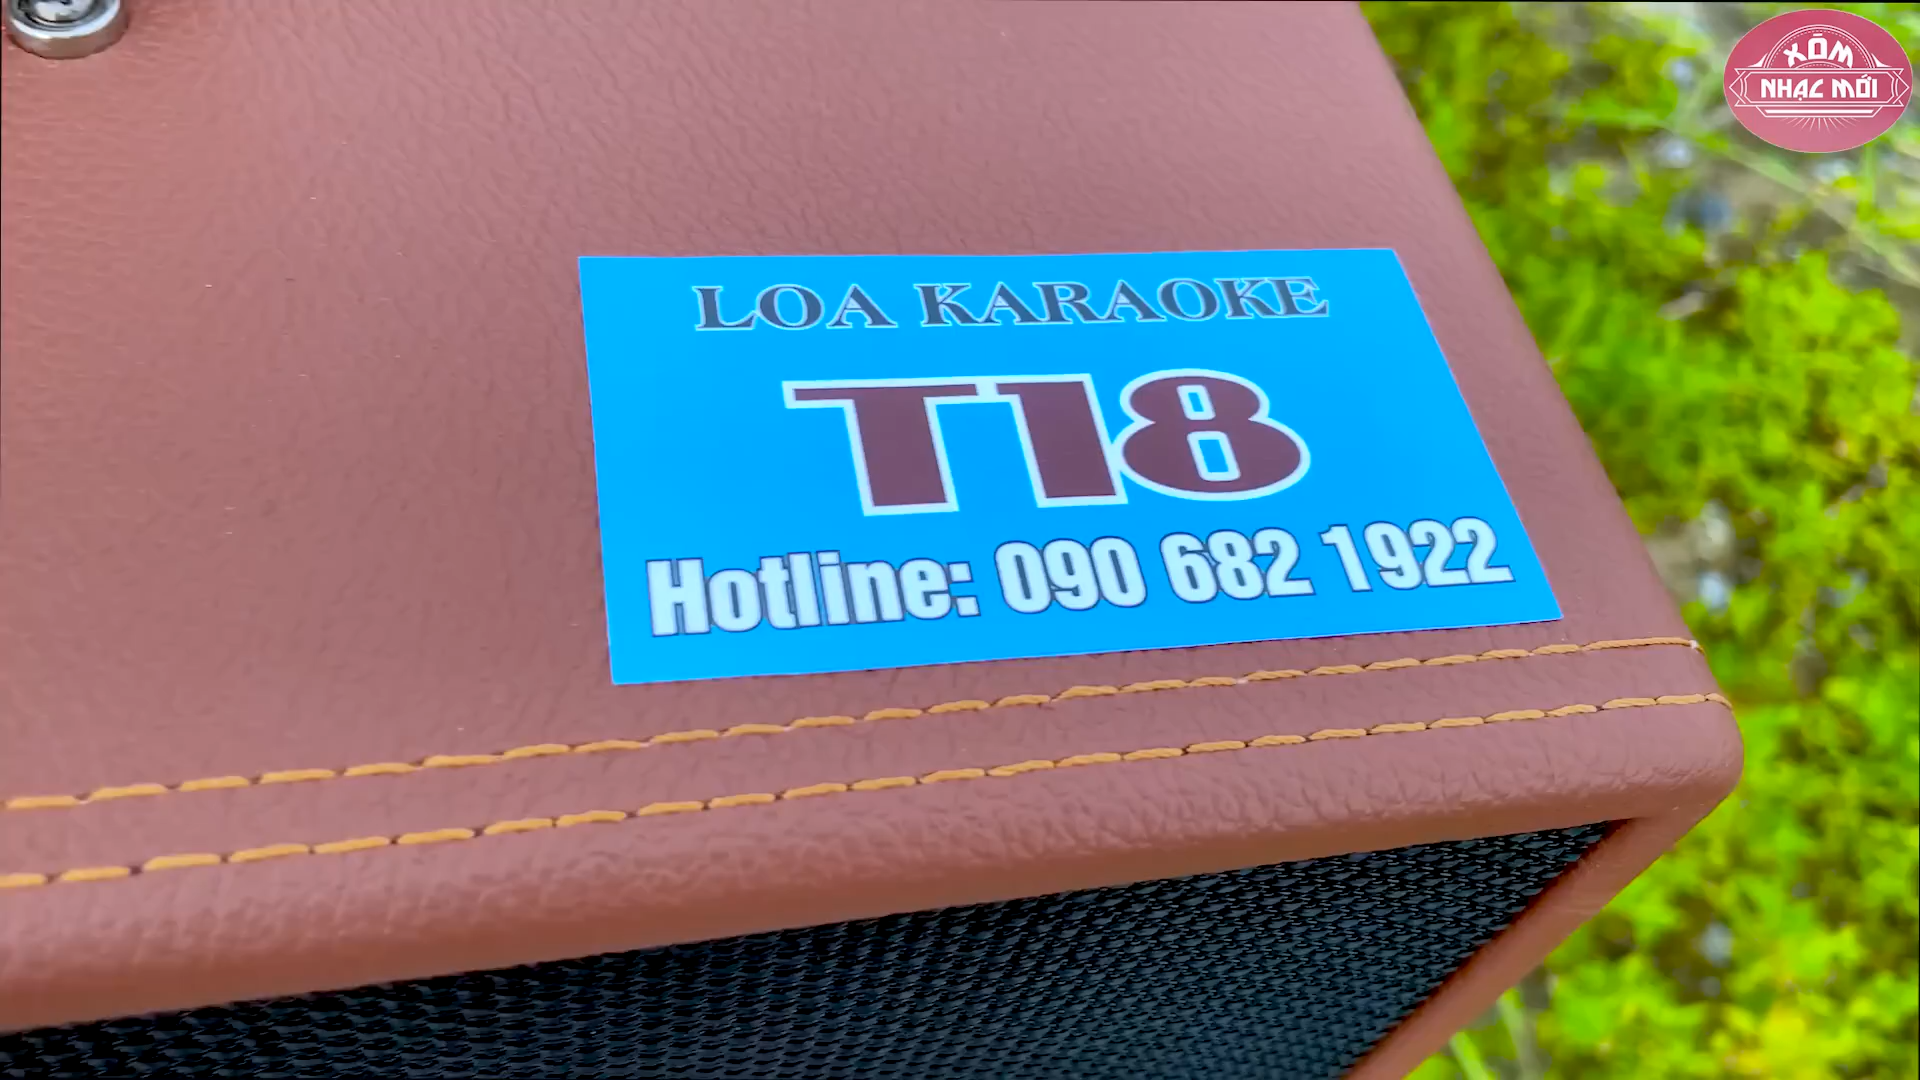 XÓM
NHẠC MỚI
LOA KARAOKE
T18
Hotline: 090 682 1922